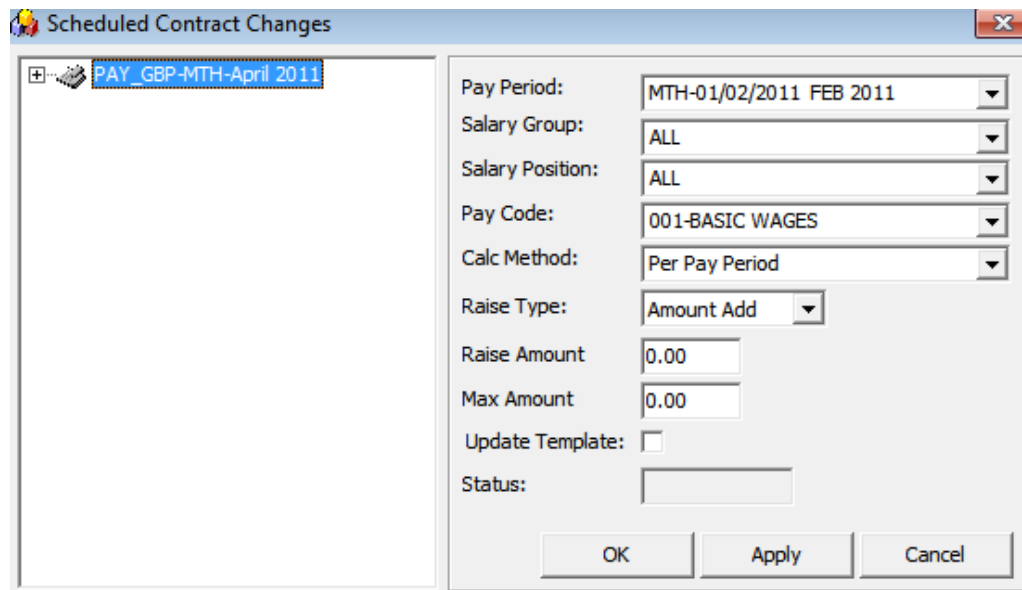 Scheduled Contract Changes
PAY_GBP-MTH-April 2011
Pay Period: MTH-01/02/2011 FEB 2011
Salary Group: ALL
Salary Position: ALL
Pay Code: 001-BASIC WAGES
Calc Method: Per Pay Period
Raise Type: Amount Add
Raise Amount 0.00
Max Amount 0.00
Update Template:
Status:
OK Apply Cancel